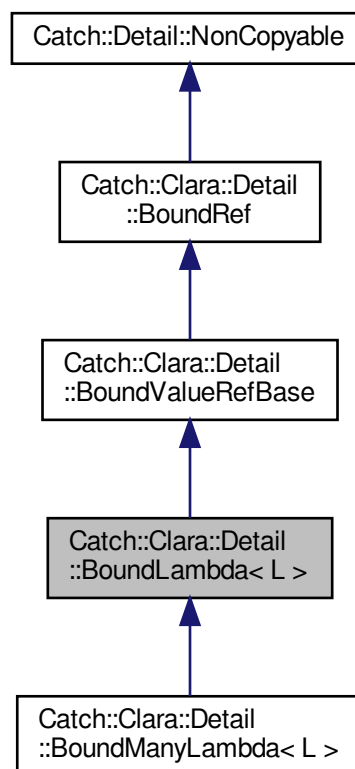 Catch::Detail::NonCopyable
Catch::Clara::Detail
::BoundRef
Catch::Clara::Detail
::BoundValueRefBase
Catch::Clara::Detail
::BoundLambda< L >
Catch::Clara::Detail
::BoundManyLambda< L >